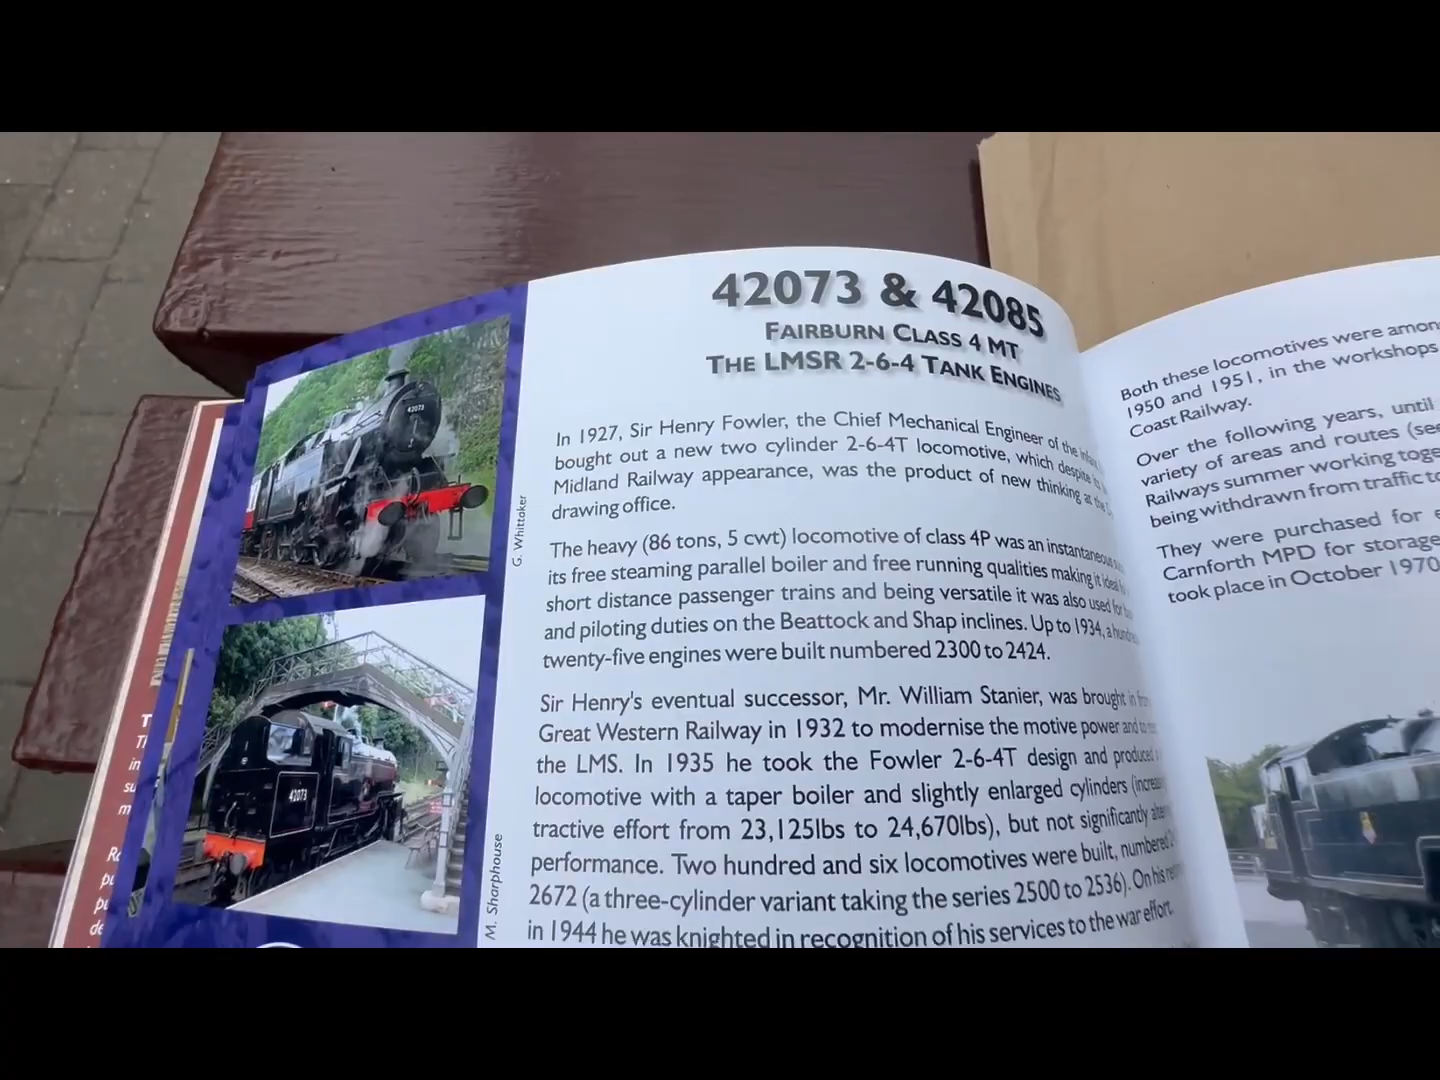 42073 & 42085
FAIRBURN CLASS 4 MT
THE LMSR 2-6-4 TANK ENGINES
In 1927, Sir Henry Fowler, the Chief Mechanical Engineer of the
bought out a new two cylinder 2-6-4T locomotive, which despite
Midland Railway appearance, was the product of new thinking at the
drawing office.
The heavy (86 tons, 5 cwt) locomotive of class 4P was an instantaneous
its free steaming parallel boiler and free running qualities making it ideal
short distance passenger trains and being versatile it was also used for
and piloting duties on the Beattock and Shap inclines. Up to 1934, a
twenty-five engines were built numbered 2300 to 2424.
Sir Henry's eventual successor, Mr. William Stanier, was brought in
Great Western Railway in 1932 to modernise the motive power and to
the LMS. In 1935 he took the Fowler 2-6-4T design and produced
locomotive with a taper boiler and slightly enlarged cylinders
tractive effort from 23,125lbs to 24,670lbs), but not significantly
performance. Two hundred and six locomotives were built, numbered
2672 (a three-cylinder variant taking the series 2500 to 2536). On his
in 1944 he was knighted in recognition of his services to the war effort.
G. Whittaker
M. Sharphouse
42073
42073
Both these locomotives were
1950 and 1951, in the workshops
Coast Railway.
Over the following years, until
variety of areas and routes
Railways summer working
being withdrawn from traffic
They were purchased for
Carnforth MPD for storage
took place in October 1970